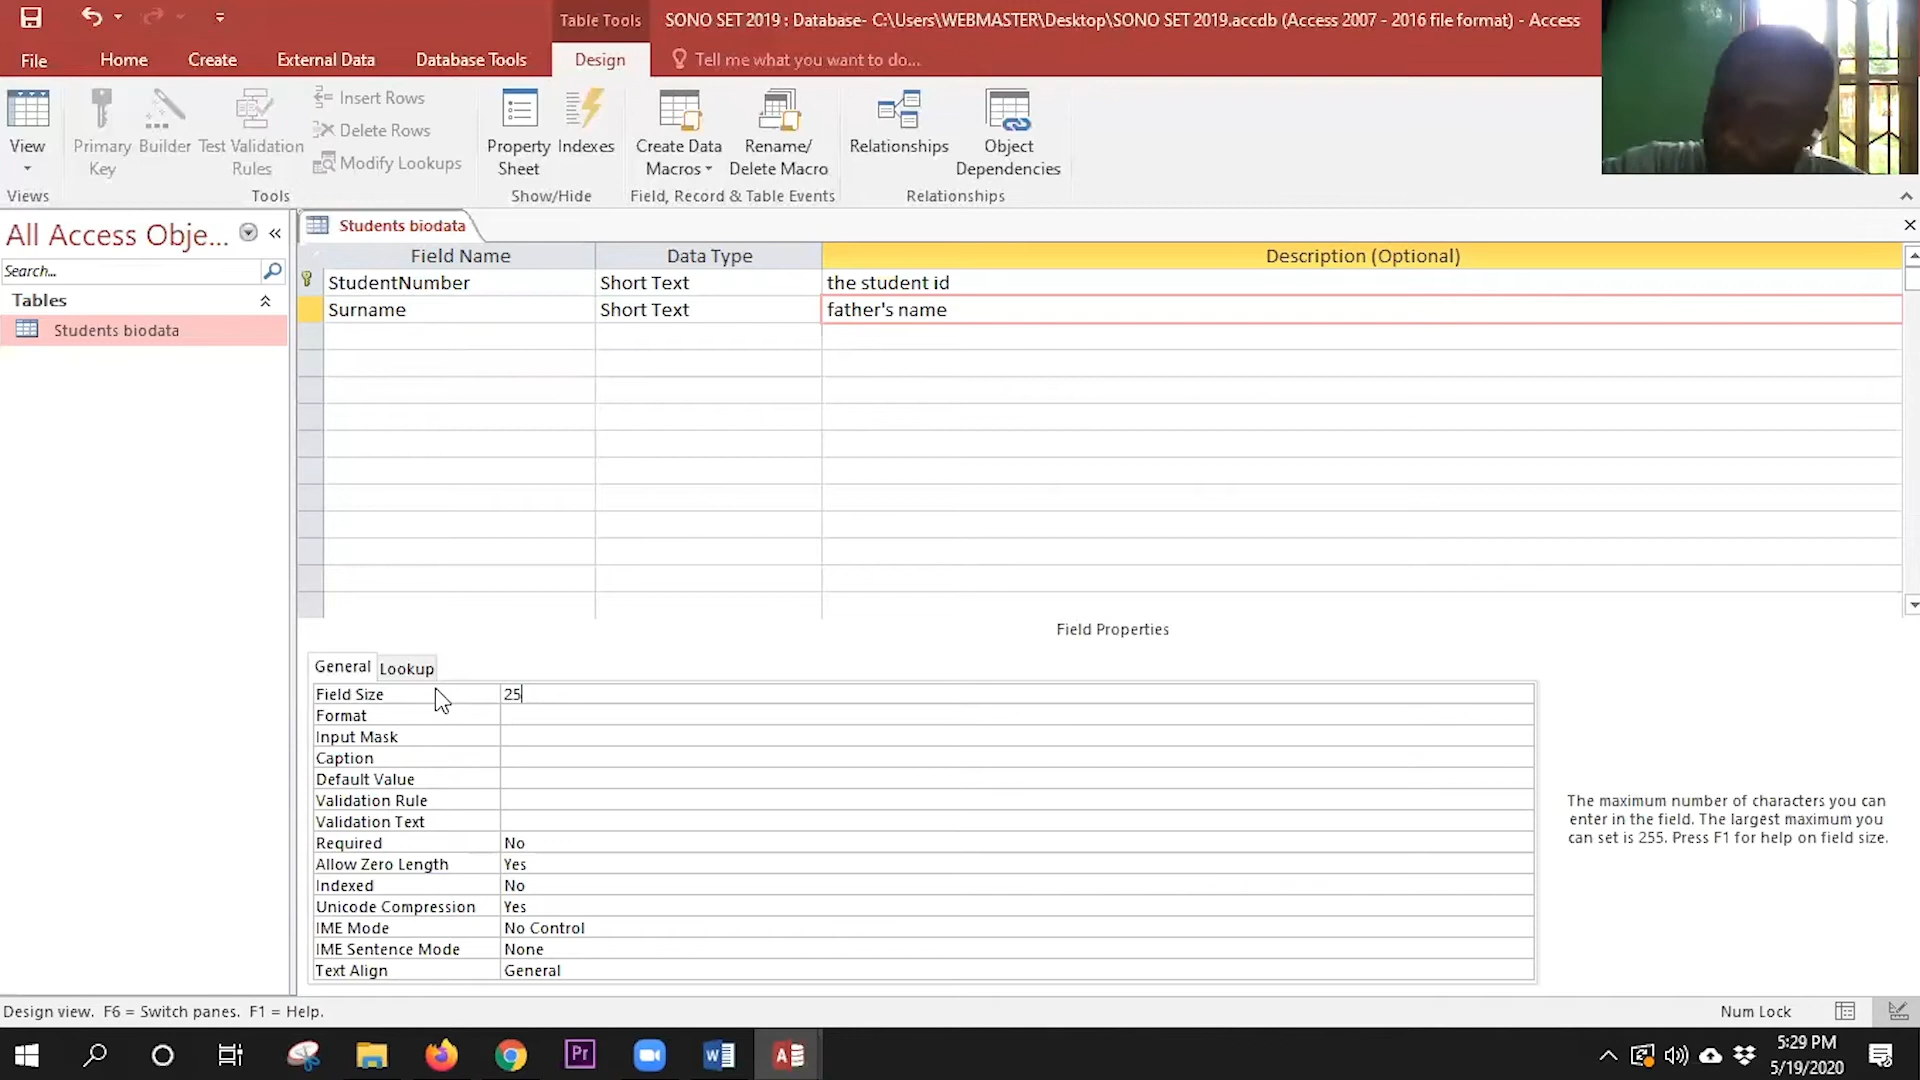 Table Tools
SONO SET 2019 : Database- C:\Users\WEBMASTER\Desktop\SONO SET 2019.accdb (Access 2007 - 2016 file format) - Access
File Home Create External Data Database Tools Design Tell me what you want to do...
View
Views
Primary Key
Builder
Test Validation Rules
Insert Rows
Delete Rows
Modify Lookups
Tools
Property Sheet
Indexes
Show/Hide
Create Data Macros
Rename/ Delete Macro
Field, Record & Table Events
Relationships
Object Dependencies
Relationships
All Access Obje...
Search...
Tables
Students biodata
Students biodata
Field Name Data Type Description (Optional)
StudentNumber Short Text the student id
Surname Short Text father's name
Field Properties
General Lookup
Field Size 25
Format
Input Mask
Caption
Default Value
Validation Rule
Validation Text
Required No
Allow Zero Length Yes
Indexed No
Unicode Compression Yes
IME Mode No Control
IME Sentence Mode None
Text Align General
The maximum number of characters you can
enter in the field. The largest maximum you
can set is 255. Press F1 for help on field size.
Design view. F6 = Switch panes. F1 = Help.
Num Lock
Pr
W
A
5:29 PM
5/19/2020